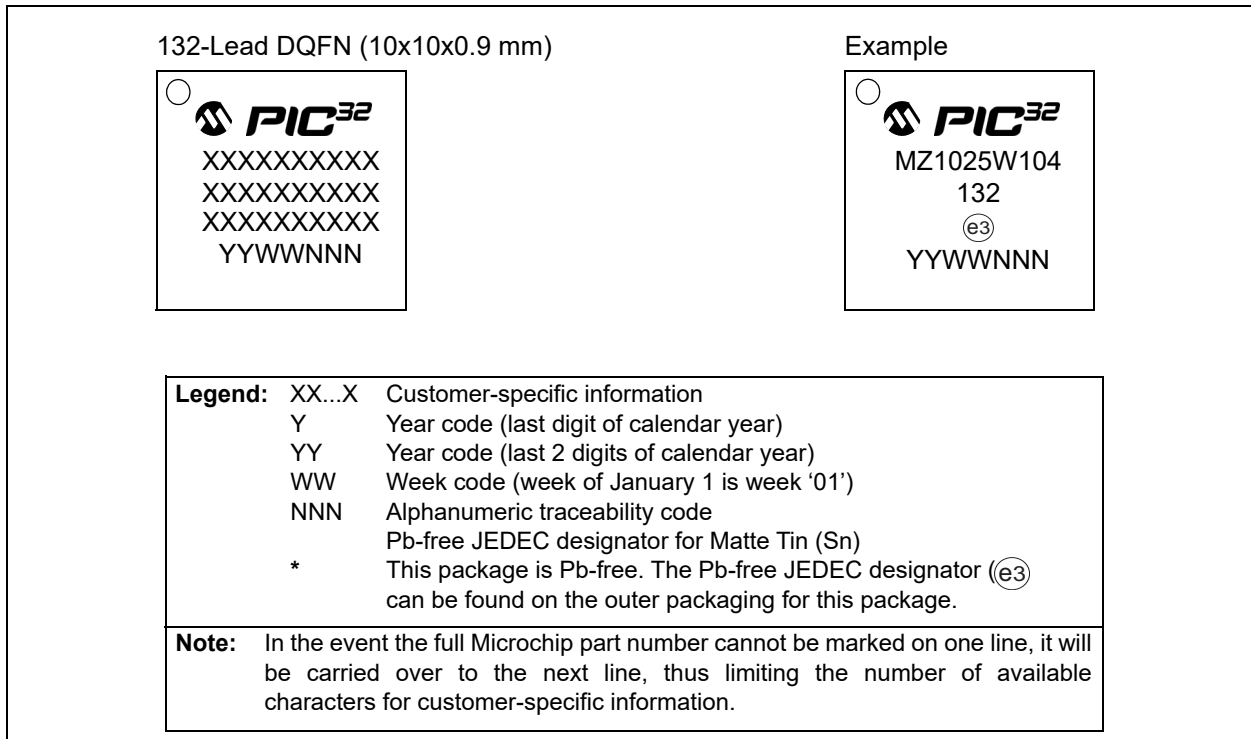 132-Lead DQFN (10x10x0.9 mm)
Example
PIC32
XXXXXXXXXX
XXXXXXXXXX
XXXXXXXXXX
YYWWNNN
PIC32
MZ1025W104
132
e3
YYWWNNN
Legend: XX...X Customer-specific information
Y Year code (last digit of calendar year)
YY Year code (last 2 digits of calendar year)
WW Week code (week of January 1 is week ‘01’)
NNN Alphanumeric traceability code
Pb-free JEDEC designator for Matte Tin (Sn)
* This package is Pb-free. The Pb-free JEDEC designator (e3)
can be found on the outer packaging for this package.
Note: In the event the full Microchip part number cannot be marked on one line, it will
be carried over to the next line, thus limiting the number of available
characters for customer-specific information.